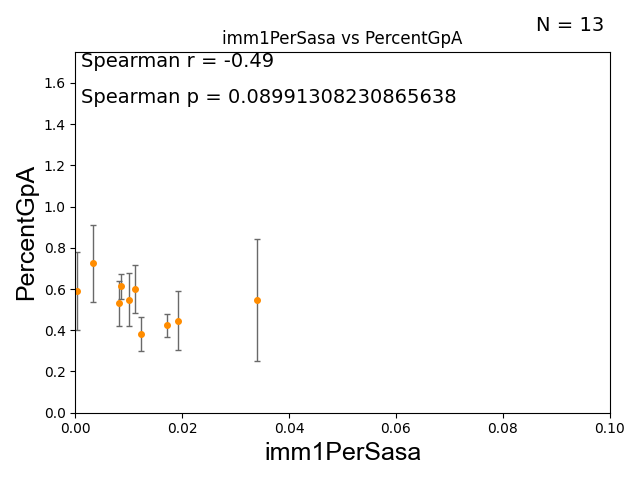 N = 13
imm1PerSasa vs PercentGpA
Spearman r = -0.49
Spearman p = 0.08991308230865638
1.6
1.4
1.2
1.0
0.8
0.6
0.4
0.2
0.0
PercentGpA
0.00 0.02 0.04 0.06 0.08 0.10
imm1PerSasa